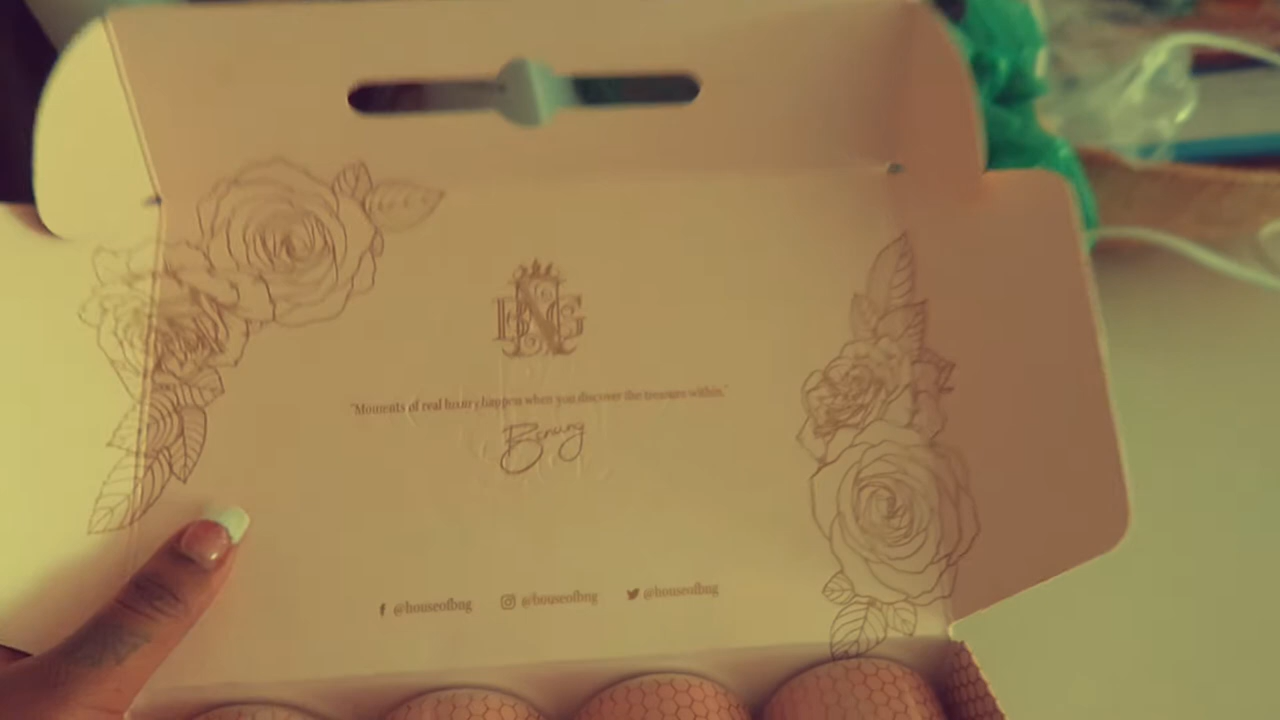 BNG
"Moments of real luxury happen when you discover the treasure within."
@houseofbng @houseofbng @houseofbng